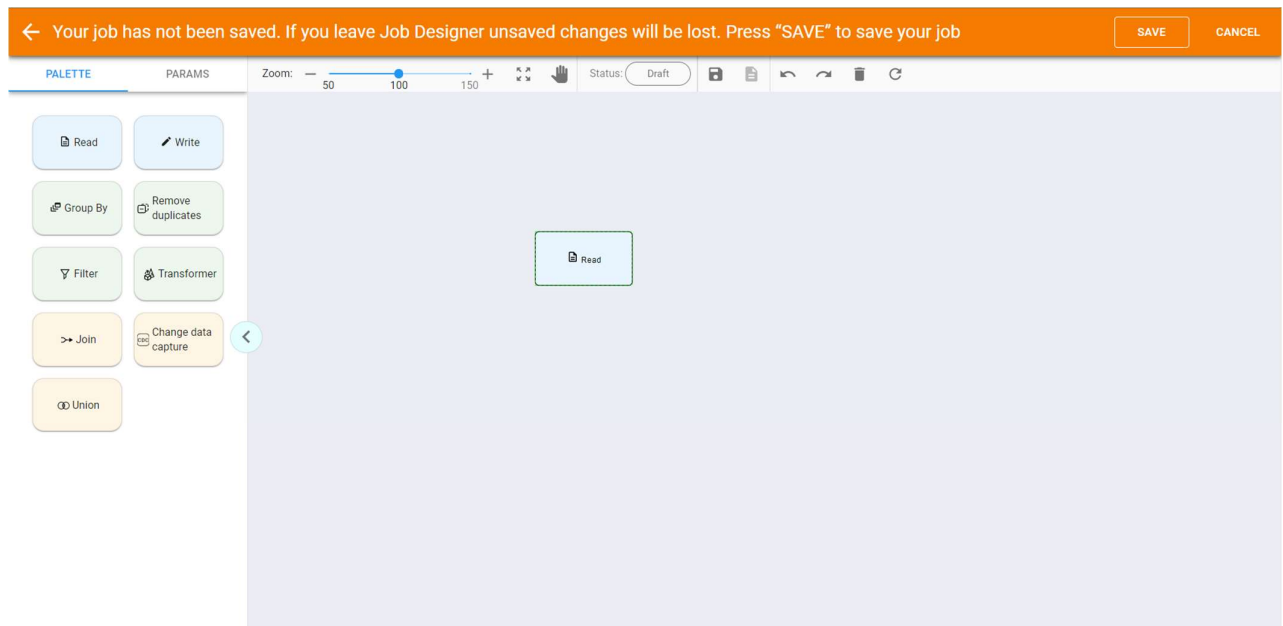 Your job has not been saved. If you leave Job Designer unsaved changes will be lost. Press “SAVE” to save your job
SAVE
CANCEL
PALETTE
PARAMS
Zoom:
50
100
150
Status:
Draft
Read
Write
Group By
Remove
duplicates
Filter
Transformer
Join
CDC
Change data
capture
Union
Read